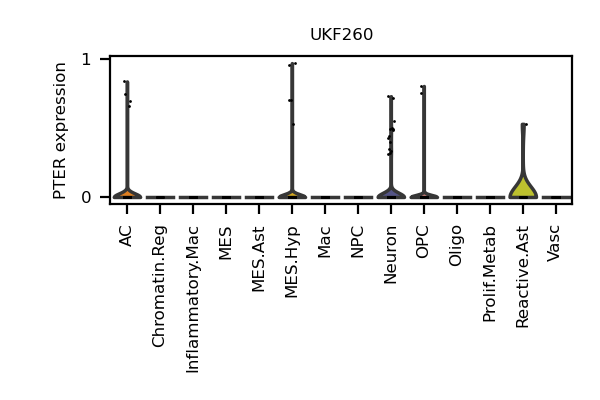 UKF260
PTER expression
1
0
AC
Chromatin.Reg
Inflammatory.Mac
MES
MES.Ast
MES.Hyp
Mac
NPC
Neuron
OPC
Oligo
Prolif.Metab
Reactive.Ast
Vasc